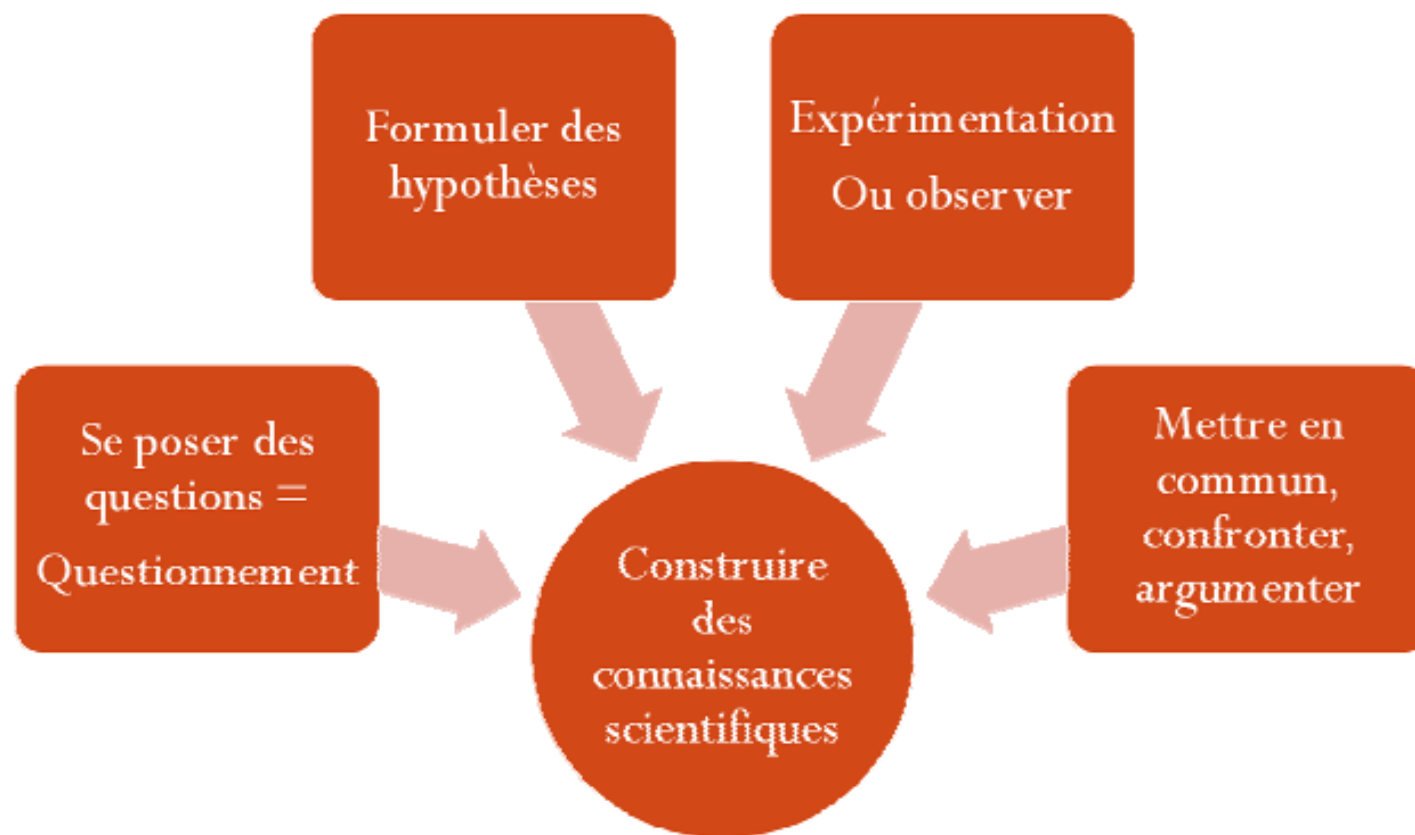 Formuler des
hypothèses
Expérimentation
Ou observer
Se poser des
questions =
Questionnement
Mettre en
commun,
confronter,
argumenter
Construire
des
connaissances
scientifiques